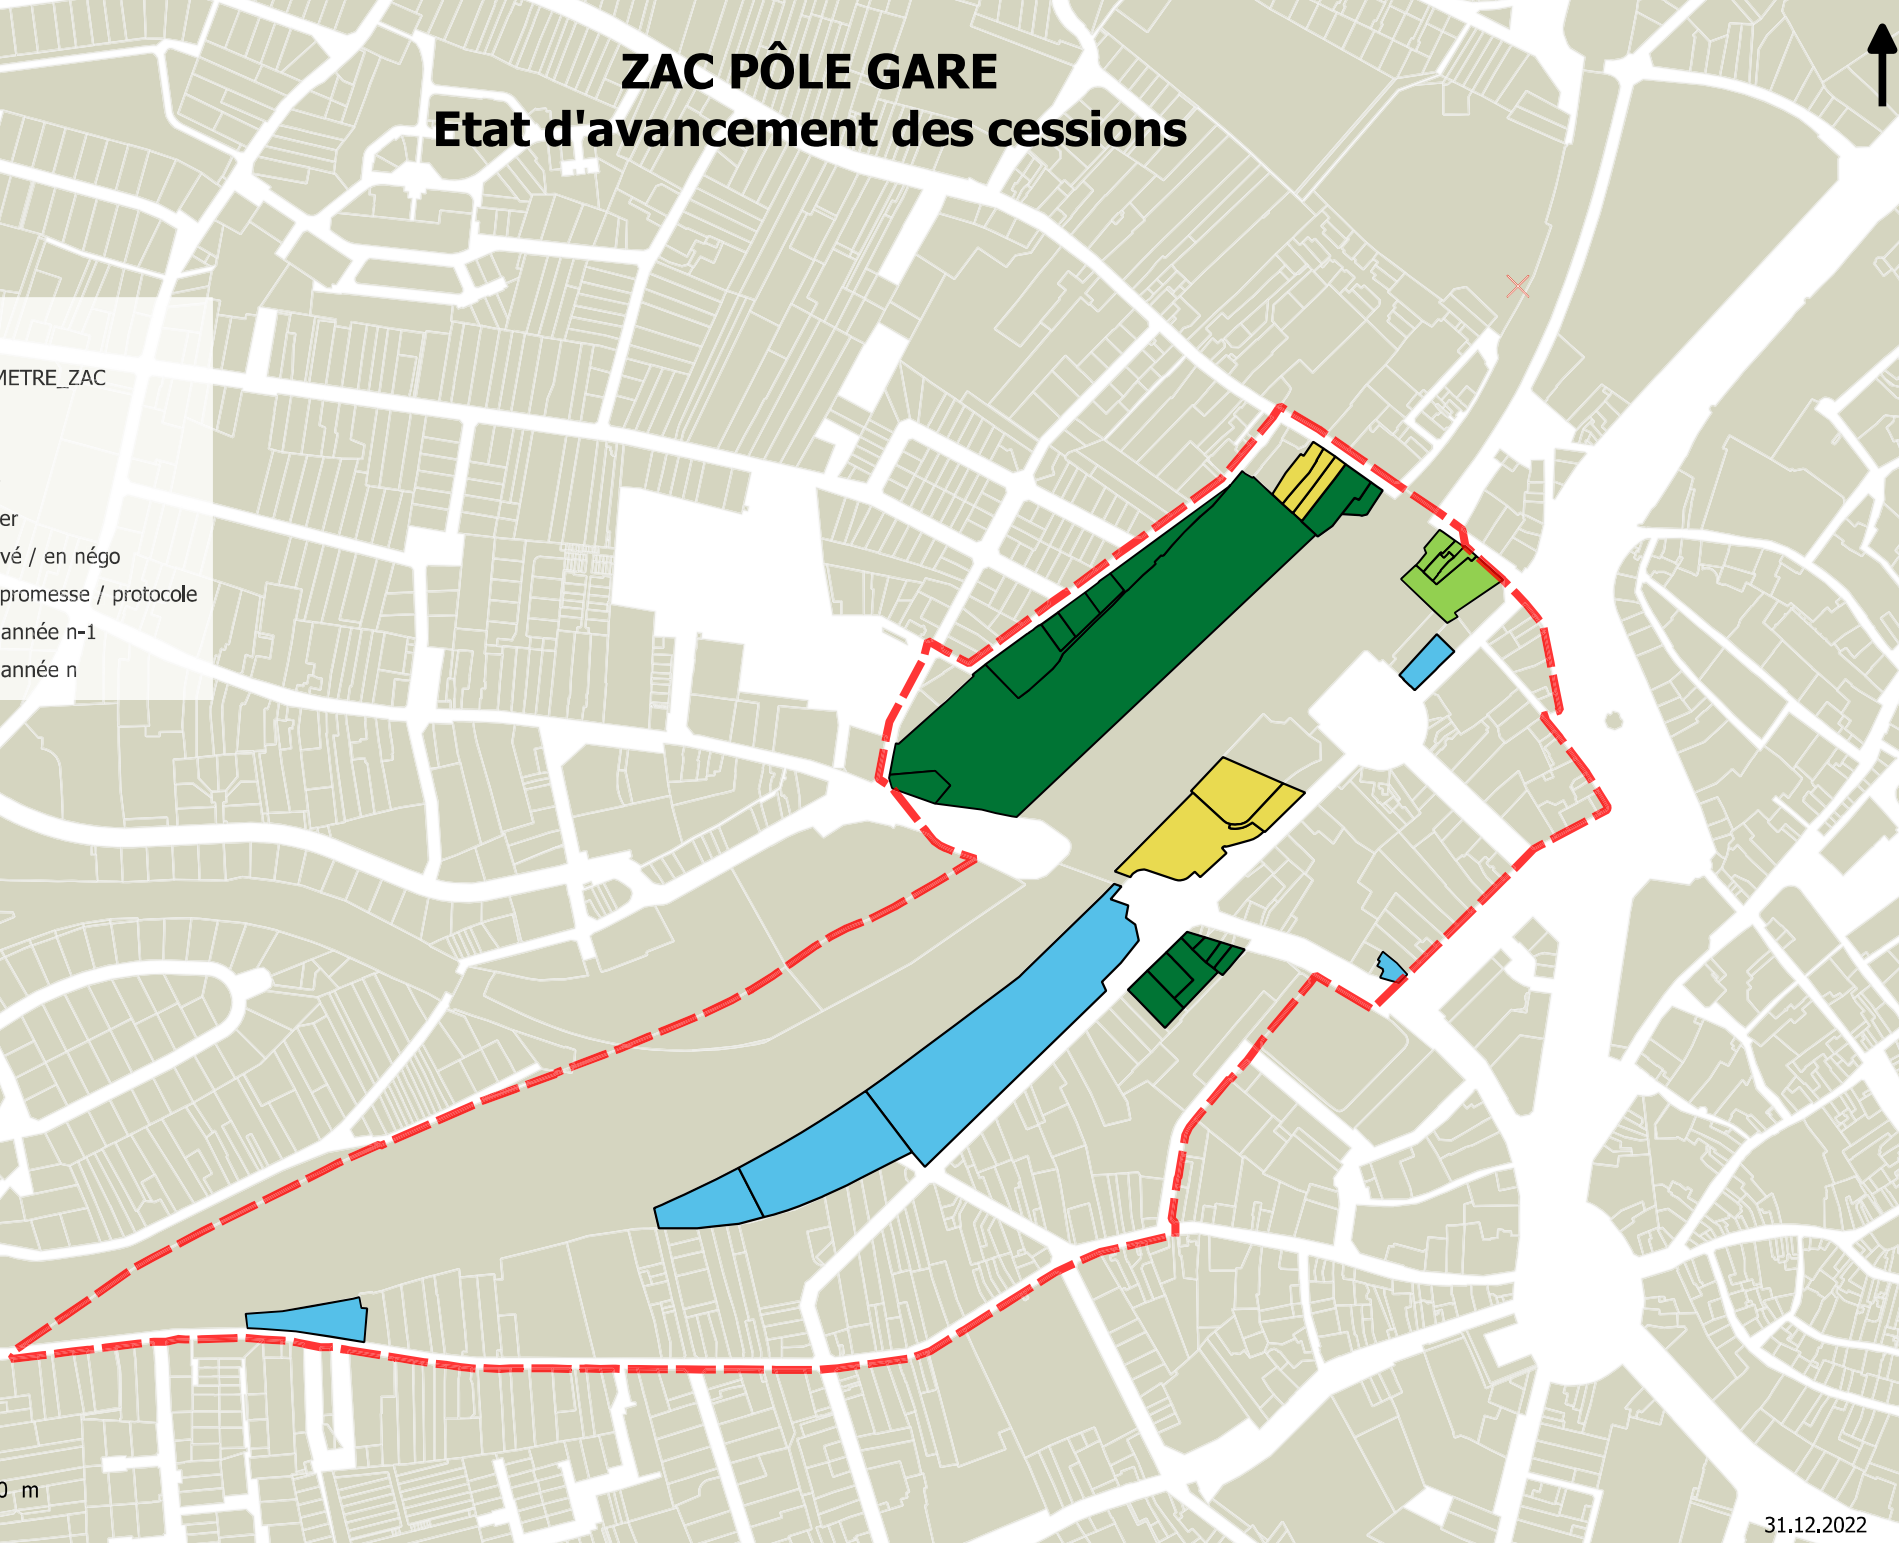 ZAC PÔLE GARE
Etat d'avancement des cessions
METRE_ZAC
er
vé / en négo
promesse / protocole
année n-1
année n
0 m
31.12.2022